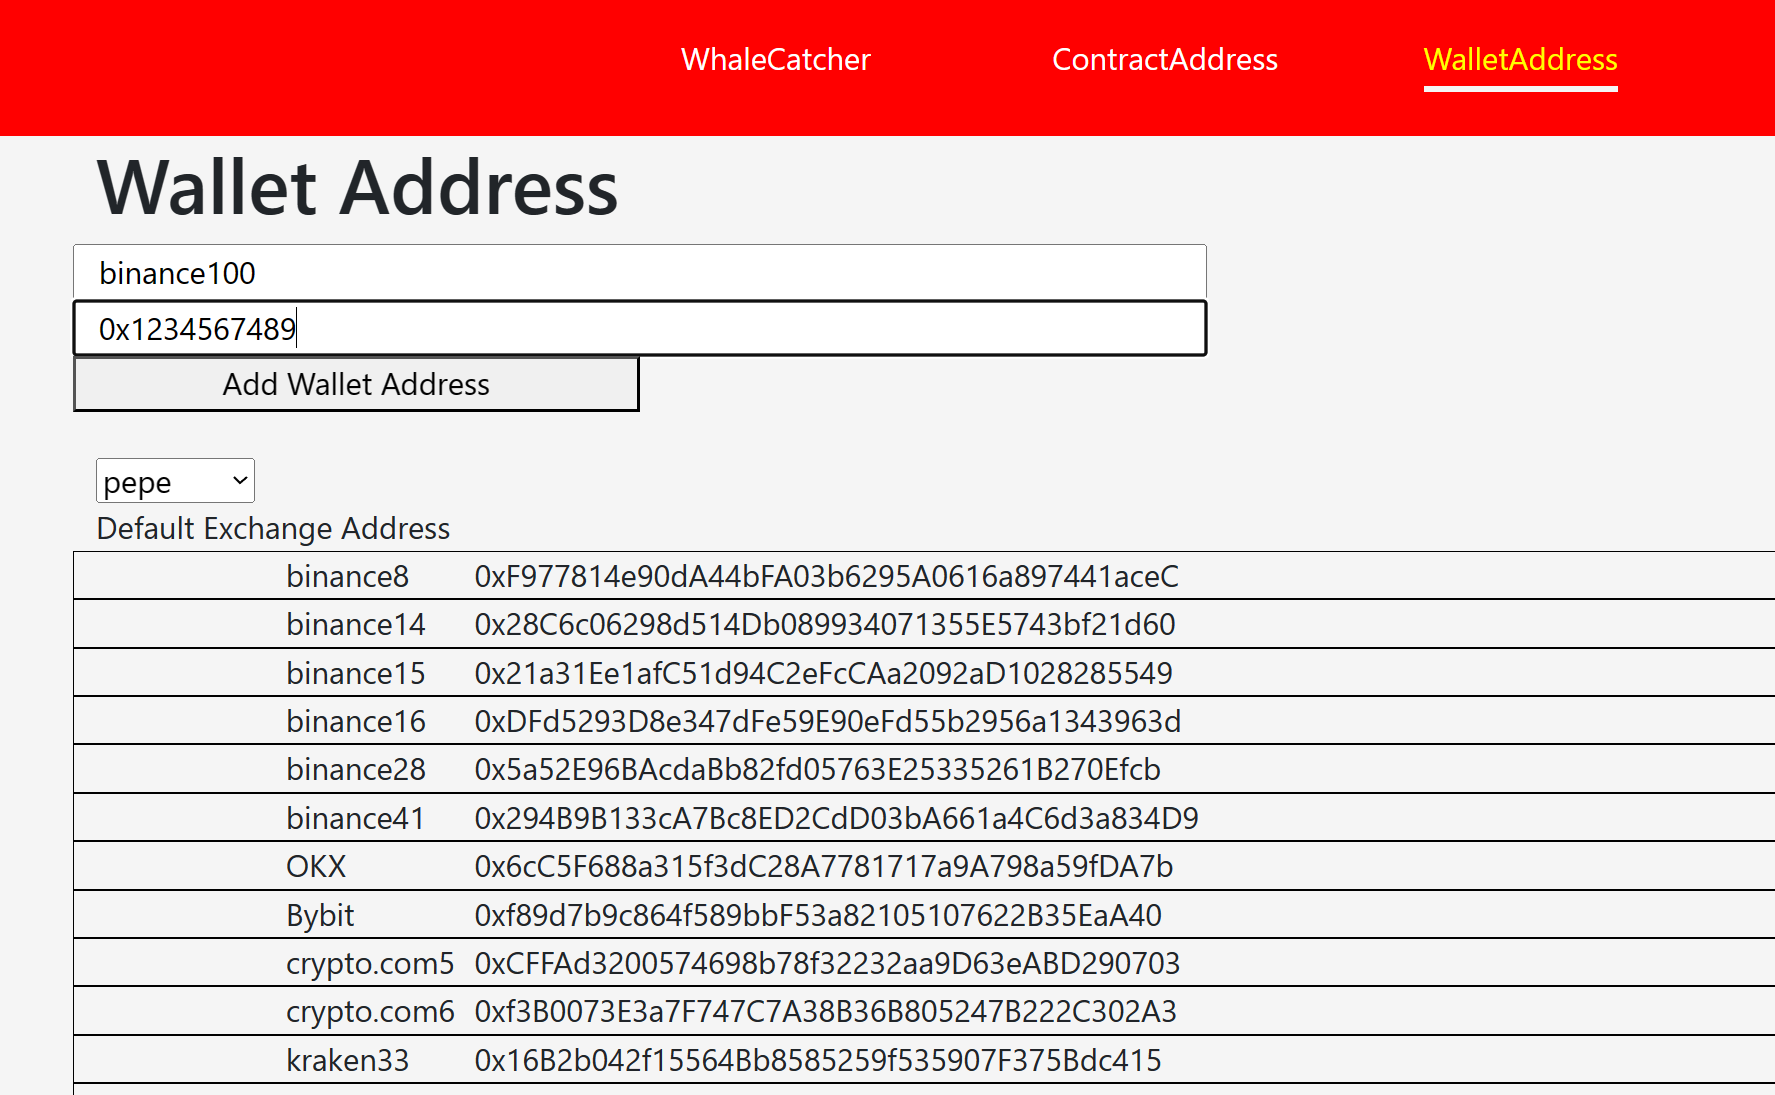 WhaleCatcher ContractAddress WalletAddress
Wallet Address
binance100
0x1234567489
Add Wallet Address
pepe
Default Exchange Address
binance8 0xF977814e90dA44bFA03b6295A0616a897441aceC
binance14 0x28C6c06298d514Db089934071355E5743bf21d60
binance15 0x21a31Ee1afC51d94C2eFcCAa2092aD1028285549
binance16 0xDFd5293D8e347dFe59E90eFd55b2956a1343963d
binance28 0x5a52E96BAcdaBb82fd05763E25335261B270Efcb
binance41 0x294B9B133cA7Bc8ED2CdD03bA661a4C6d3a834D9
OKX 0x6cC5F688a315f3dC28A7781717a9A798a59fDA7b
Bybit 0xf89d7b9c864f589bbF53a82105107622B35EaA40
crypto.com5 0xCFFAd3200574698b78f32232aa9D63eABD290703
crypto.com6 0xf3B0073E3a7F747C7A38B36B805247B222C302A3
kraken33 0x16B2b042f15564Bb8585259f535907F375Bdc415